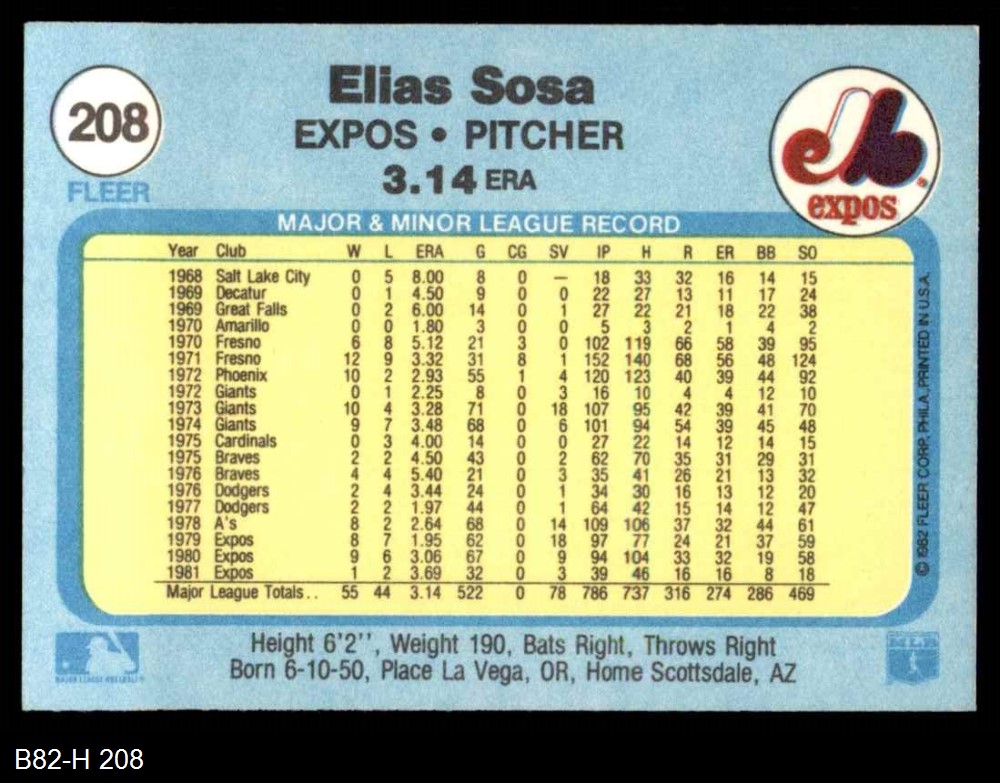 208
FLEER
Elias Sosa
EXPOS • PITCHER
3.14 ERA
expos
MAJOR & MINOR LEAGUE RECORD
Year Club W L ERA G CG SV IP H R ER BB SO
1968 Salt Lake City 0 5 8.00 8 0 — 18 33 32 16 14 15
1969 Decatur 0 1 4.50 9 0 0 22 27 13 11 17 24
1969 Great Falls 0 2 6.00 14 0 1 27 22 21 18 22 38
1970 Amarillo 0 0 1.80 3 0 0 5 3 2 1 4 2
1970 Fresno 6 8 5.12 21 3 0 102 119 66 58 39 95
1971 Fresno 12 9 3.32 31 8 1 152 140 68 56 48 124
1972 Phoenix 10 2 2.93 55 1 4 120 123 40 39 44 92
1972 Giants 0 1 2.25 8 0 3 16 10 4 4 12 10
1973 Giants 10 4 3.28 71 0 18 107 95 42 39 41 70
1974 Giants 9 7 3.48 68 0 6 101 94 54 39 45 48
1975 Cardinals 0 3 4.00 14 0 0 27 22 14 12 14 15
1975 Braves 2 2 4.50 43 0 2 62 70 35 31 29 31
1976 Braves 4 4 5.40 21 0 3 35 41 26 21 13 32
1976 Dodgers 2 4 3.44 24 0 1 34 30 16 13 12 20
1977 Dodgers 2 2 1.97 44 0 1 64 42 15 14 12 47
1978 A's 8 2 2.64 68 0 14 109 106 37 32 44 61
1979 Expos 8 7 1.95 62 0 18 97 77 24 21 37 59
1980 Expos 9 6 3.06 67 0 9 94 104 33 32 19 58
1981 Expos 1 2 3.69 32 0 3 39 46 16 16 8 18
Major League Totals . . 55 44 3.14 522 0 78 786 737 316 274 286 469
© 1982 FLEER CORP., PHILA., PRINTED IN U.S.A.
Height 6'2'', Weight 190, Bats Right, Throws Right
Born 6-10-50, Place La Vega, OR, Home Scottsdale, AZ
MAJOR LEAGUE BASEBALL
B82-H 208